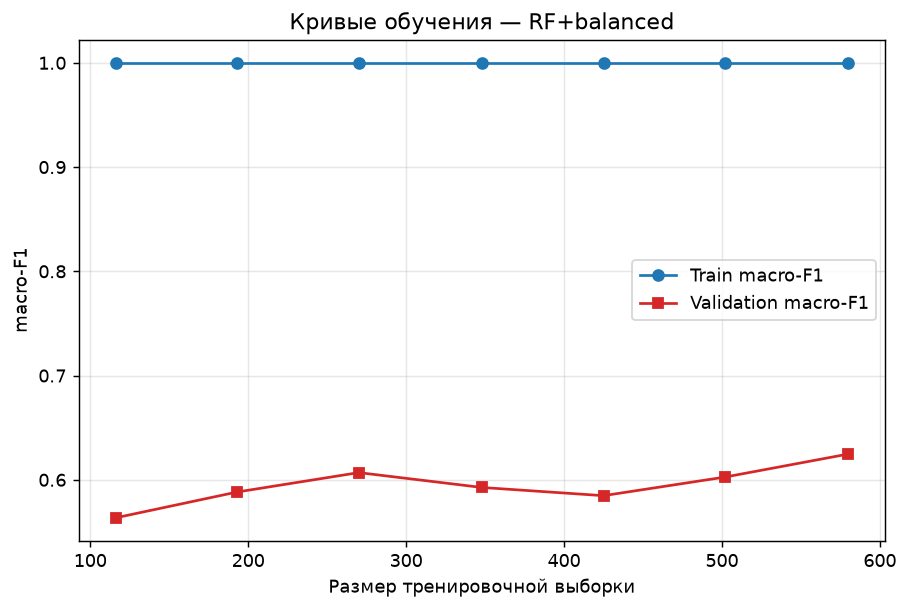 Кривые обучения — RF+balanced
macro-F1
1.0
0.9
0.8
0.7
0.6
Train macro-F1
Validation macro-F1
100 200 300 400 500 600
Размер тренировочной выборки